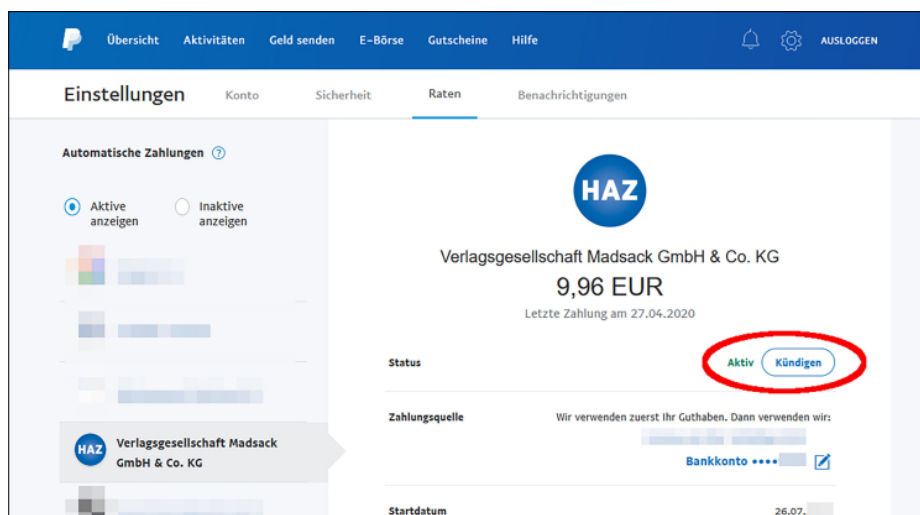 Übersicht Aktivitäten Geld senden E-Börse Gutscheine Hilfe AUSLOGGEN
Einstellungen Konto Sicherheit Raten Benachrichtigungen
Automatische Zahlungen ?
Aktive anzeigen
Inaktive anzeigen
HAZ
Verlagsgesellschaft Madsack
GmbH & Co. KG
HAZ
Verlagsgesellschaft Madsack GmbH & Co. KG
9,96 EUR
Letzte Zahlung am 27.04.2020
Status Aktiv Kündigen
Zahlungsquelle Wir verwenden zuerst Ihr Guthaben. Dann verwenden wir:
Bankkonto ••••
Startdatum 26.07.